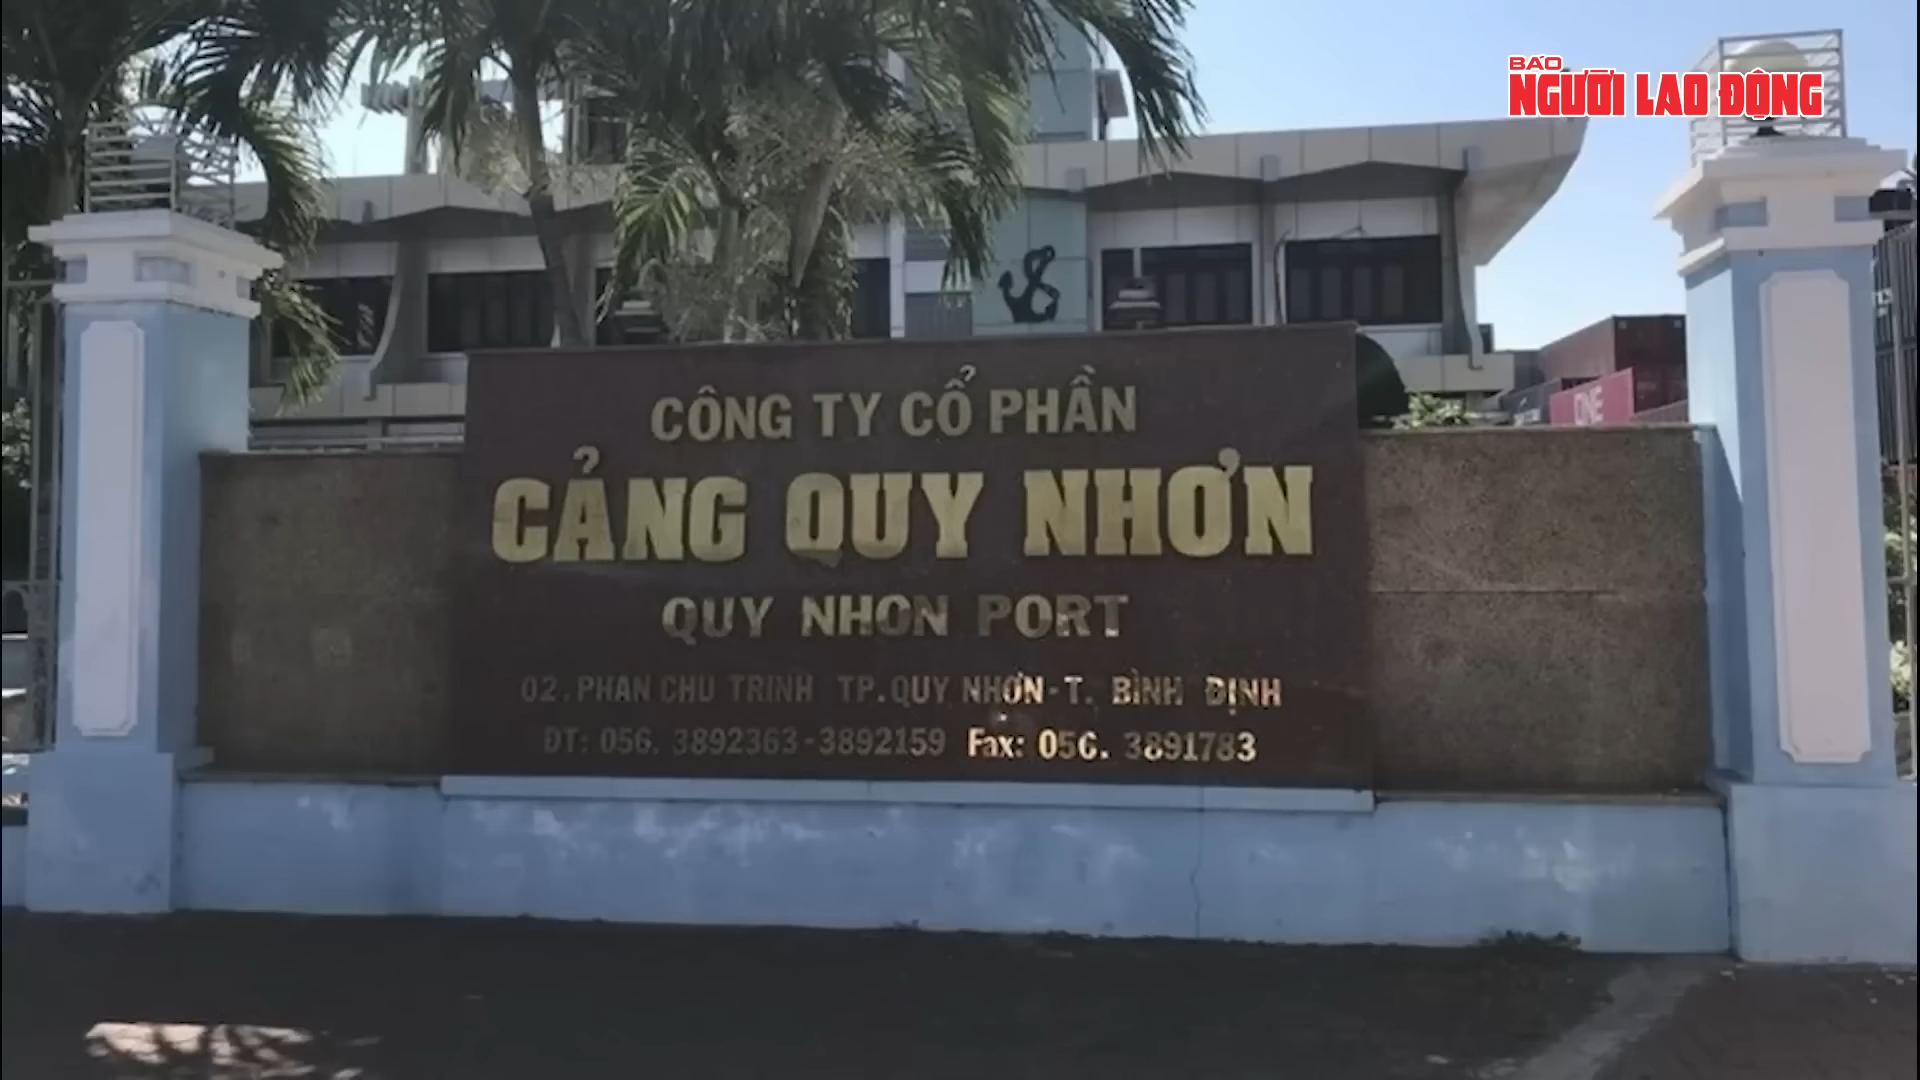 BÁO
NGƯỜI LAO ĐỘNG
CÔNG TY CỔ PHẦN
CẢNG QUY NHƠN
QUY NHON PORT
02.PHAN CHU TRINH TP.QUY NHƠN-T. BÌNH ĐỊNH
ĐT: 056. 3892363-3892159 Fax: 056. 3891783
ONE